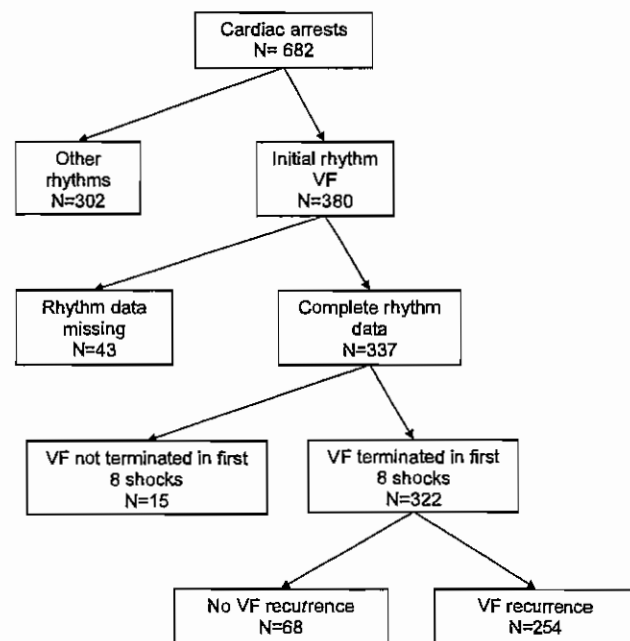 Cardiac arrests
N= 682
Other
rhythms
N=302
Initial rhythm
VF
N=380
Rhythm data
missing
N=43
Complete rhythm
data
N=337
VF not terminated in first
8 shocks
N=15
VF terminated in first
8 shocks
N=322
No VF recurrence
N=68
VF recurrence
N=254